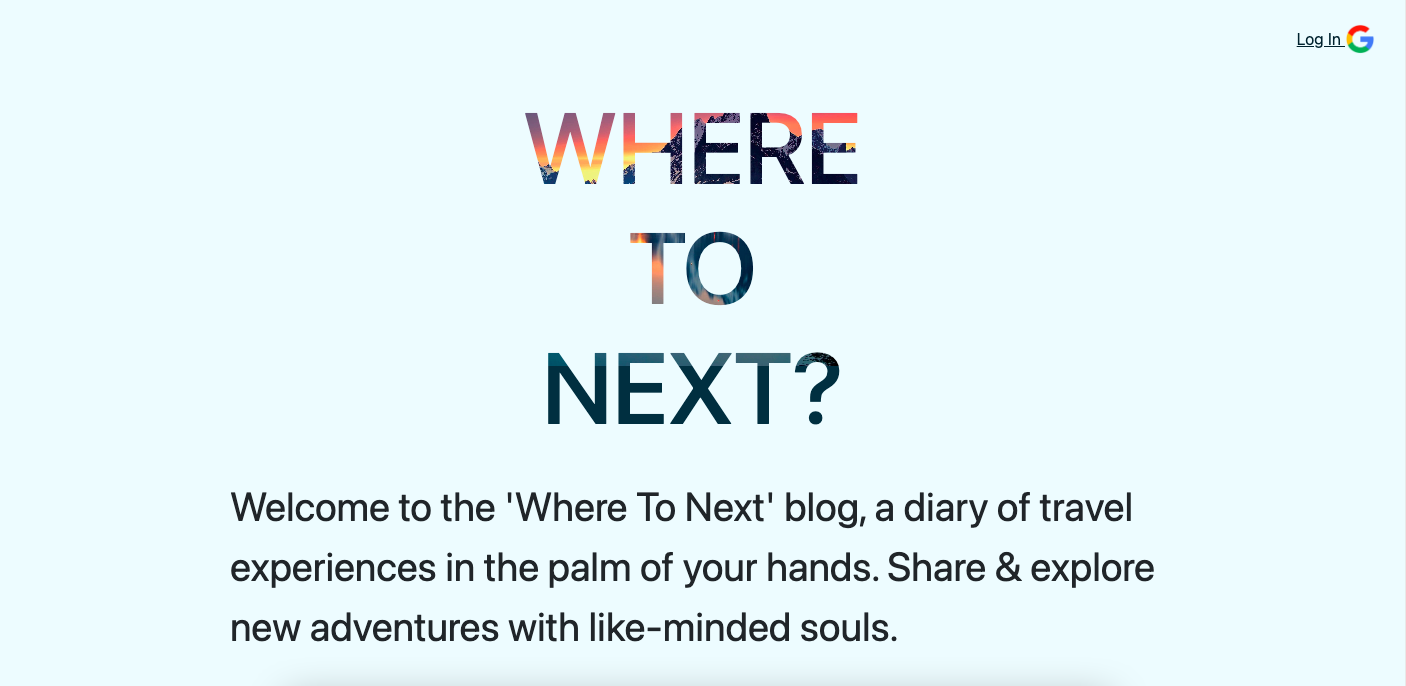 Log In
WHERE
TO
NEXT?
Welcome to the 'Where To Next' blog, a diary of travel
experiences in the palm of your hands. Share & explore
new adventures with like-minded souls.